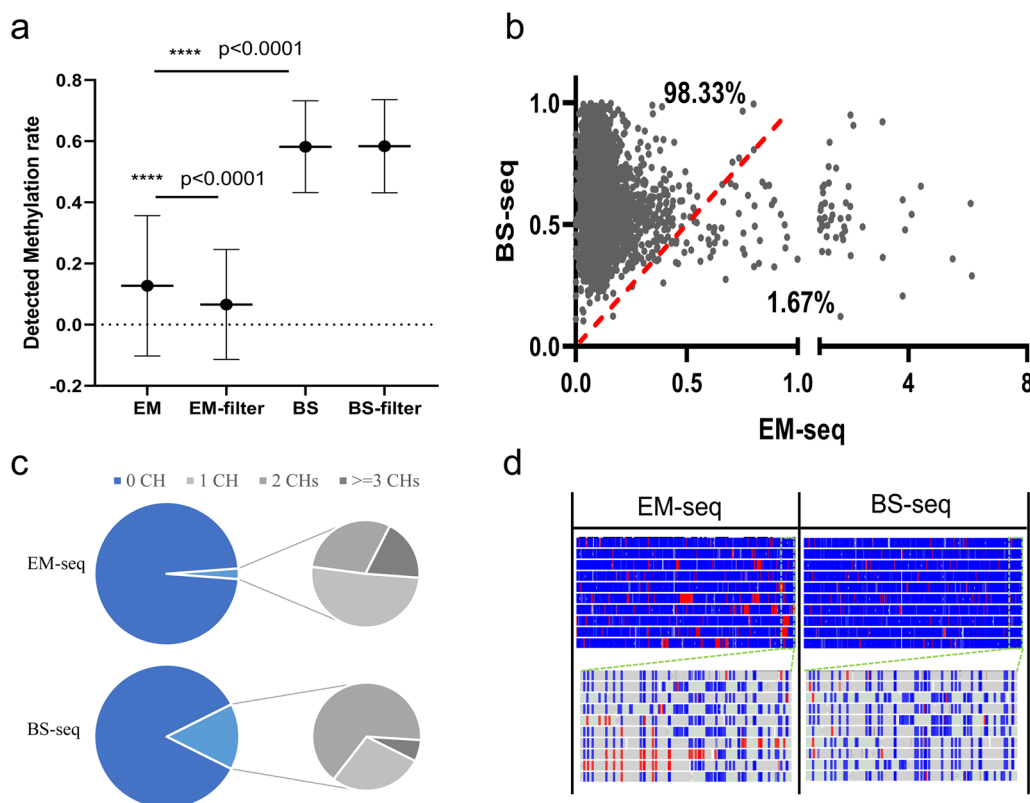 a
**** p<0.0001
**** p<0.0001
Detected Methylation rate
0.8
0.6
0.4
0.2
0.0
-0.2
EM EM-filter BS BS-filter
b
98.33%
1.67%
BS-seq
1.0
0.5
0.0
0.0 0.5 1.0 4 8
EM-seq
c
0 CH 1 CH 2 CHs >=3 CHs
EM-seq
BS-seq
d
EM-seq BS-seq